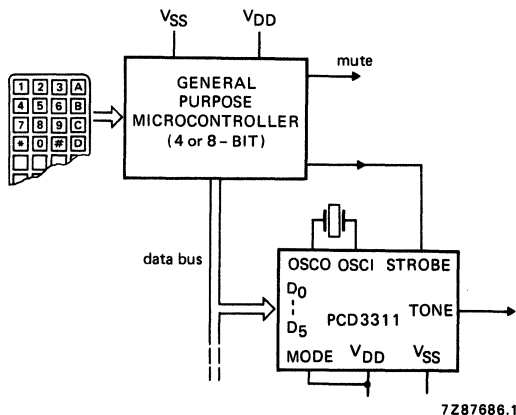 VSS VDD
mute
1 2 3 A
4 5 6 B
7 8 9 C
* 0 # D
GENERAL
PURPOSE
MICROCONTROLLER
(4 or 8-BIT)
data bus
OSCO OSCI STROBE
D0
D5
PCD3311
TONE
MODE VDD VSS
7Z87686.1